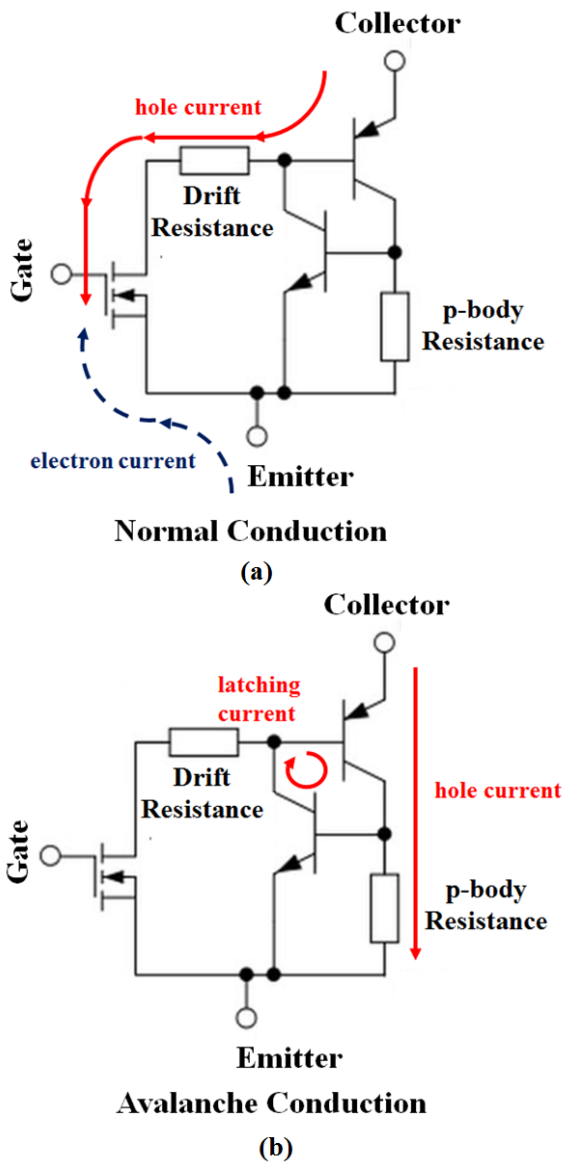 Collector
hole current
Drift
Resistance
Gate
p-body
Resistance
electron current
Emitter
Normal Conduction
(a)
Collector
latching
current
hole current
Drift
Resistance
Gate
p-body
Resistance
Emitter
Avalanche Conduction
(b)